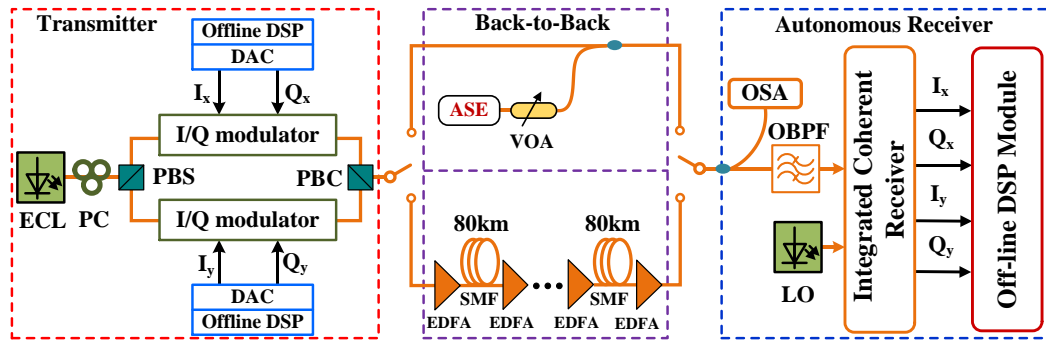 Transmitter
Offline DSP
DAC
Ix
Qx
I/Q modulator
ECL
PC
PBS
PBC
I/Q modulator
Iy
Qy
DAC
Offline DSP
Back-to-Back
ASE
VOA
80km
80km
SMF
SMF
EDFA
EDFA
EDFA
EDFA
Autonomous Receiver
OSA
OBPF
LO
Integrated Coherent
Receiver
Ix
Qx
Iy
Qy
Off-line DSP Module